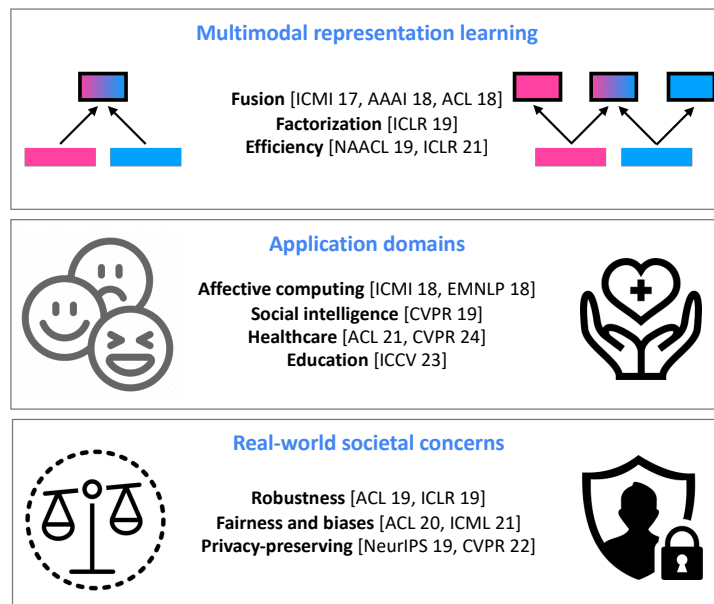 Multimodal representation learning
Fusion [ICMI 17, AAAI 18, ACL 18]
Factorization [ICLR 19]
Efficiency [NAACL 19, ICLR 21]
Application domains
Affective computing [ICMI 18, EMNLP 18]
Social intelligence [CVPR 19]
Healthcare [ACL 21, CVPR 24]
Education [ICCV 23]
Real-world societal concerns
Robustness [ACL 19, ICLR 19]
Fairness and biases [ACL 20, ICML 21]
Privacy-preserving [NeurIPS 19, CVPR 22]